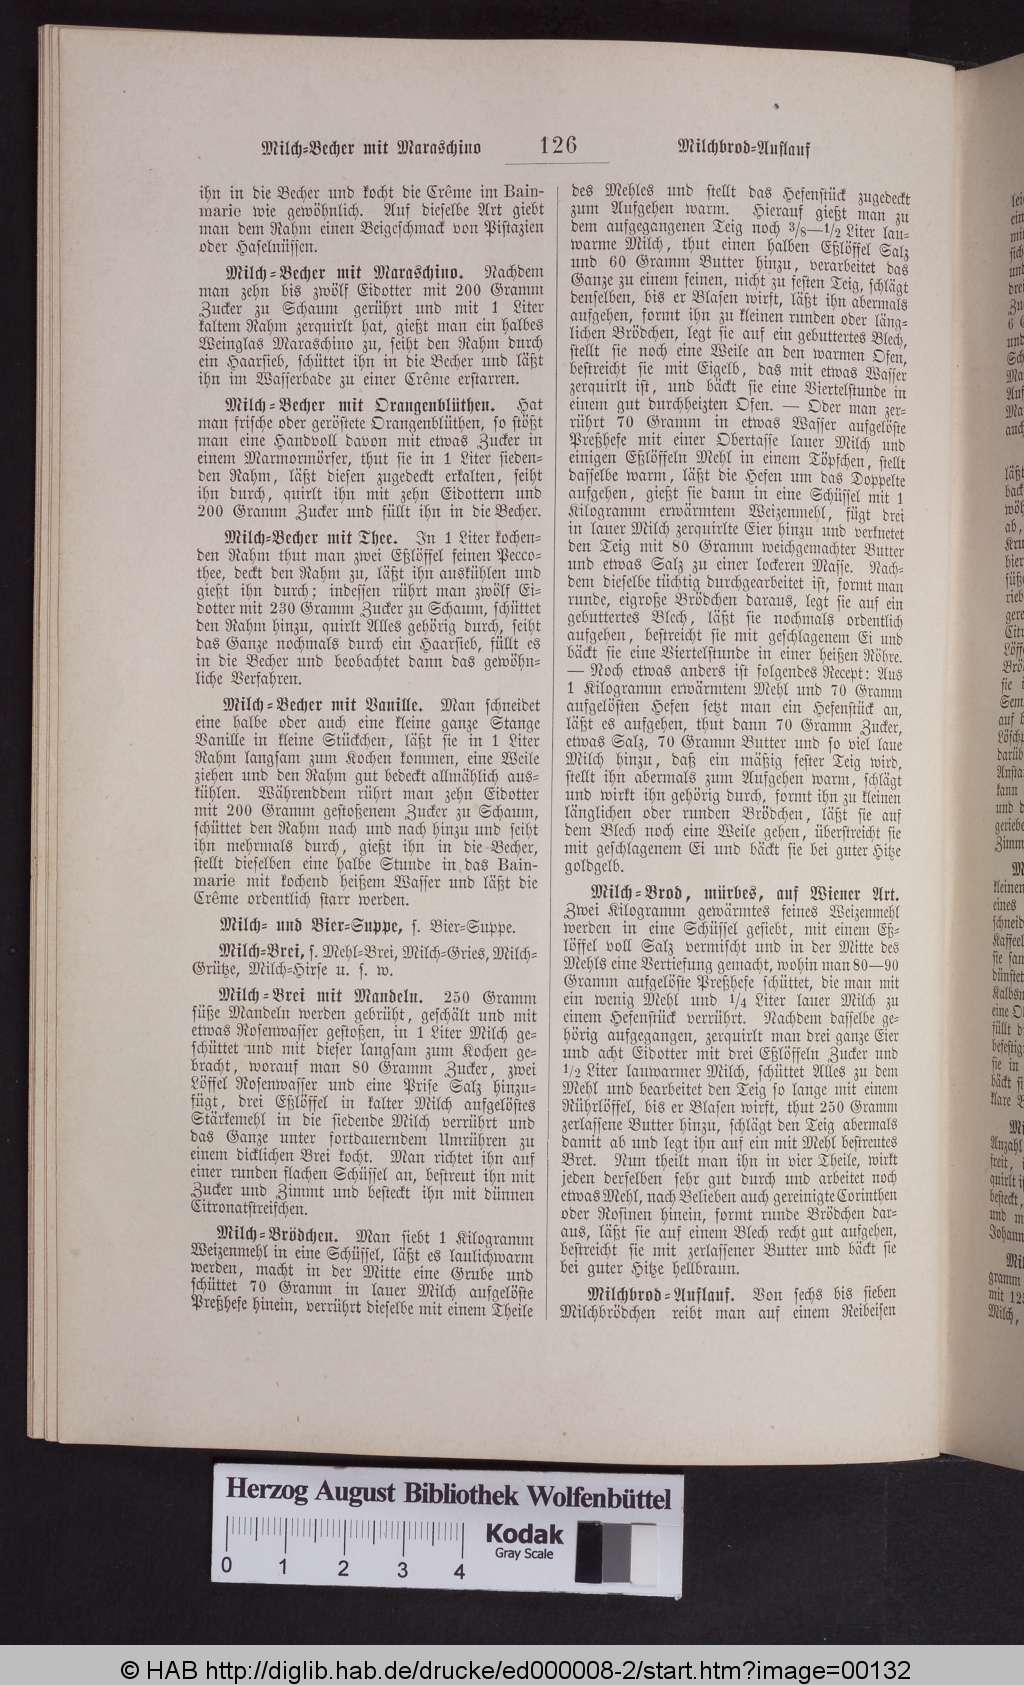 Milch-Becher mit Maraschino 126 Milchbrod-Auflauf
ihn in die Becher und kocht die Crême im Bain-
marie wie gewöhnlich. Auf dieselbe Art giebt
man dem Rahm einen Beigeschmack von Pistazien
oder Haselnüssen.
Milch-Becher mit Maraschino. Nachdem
man zehn bis zwölf Eidotter mit 200 Gramm
Zucker zu Schaum gerührt und mit 1 Liter
kaltem Rahm zerquirlt hat, gießt man ein halbes
Weinglas Maraschino zu, seiht den Rahm durch
ein Haarsieb, schüttet ihn in die Becher und läßt
ihn im Wasserbade zu einer Crême erstarren.
Milch-Becher mit Orangenblüthen. Hat
man frische oder geröstete Orangenblüthen, so stößt
man eine Handvoll davon mit etwas Zucker in
einem Marmormörser, thut sie in 1 Liter sieden-
den Rahm, läßt diesen zugedeckt erkalten, seiht
ihn durch, quirlt ihn mit zehn Eidottern und
200 Gramm Zucker und füllt ihn in die Becher.
Milch-Becher mit Thee. In 1 Liter kochen-
den Rahm thut man zwei Eßlöffel feinen Pecco-
thee, deckt den Rahm zu, läßt ihn auskühlen und
gießt ihn durch; indessen rührt man zwölf Ei-
dotter mit 230 Gramm Zucker zu Schaum, schüttet
den Rahm hinzu, quirlt Alles gehörig durch, seiht
das Ganze nochmals durch ein Haarsieb, füllt es
in die Becher und beobachtet dann das gewöhn-
liche Verfahren.
Milch-Becher mit Vanille. Man schneidet
eine halbe oder auch eine kleine ganze Stange
Vanille in kleine Stückchen, läßt sie in 1 Liter
Rahm langsam zum Kochen kommen, eine Weile
ziehen und den Rahm gut bedeckt allmählich aus-
kühlen. Währenddem rührt man zehn Eidotter
mit 200 Gramm gestoßenem Zucker zu Schaum,
schüttet den Rahm nach und nach hinzu und seiht
ihn mehrmals durch, gießt ihn in die Becher,
stellt dieselben eine halbe Stunde in das Bain-
marie mit kochend heißem Wasser und läßt die
Crême ordentlich starr werden.
Milch- und Bier-Suppe, s. Bier-Suppe.
Milch-Brei, s. Mehl-Brei, Milch-Gries, Milch-
Grütze, Milch-Hirse u. s. w.
Milch-Brei mit Mandeln. 250 Gramm
süße Mandeln werden gebrüht, geschält und mit
etwas Rosenwasser gestoßen, in 1 Liter Milch ge-
schüttet und mit dieser langsam zum Kochen ge-
bracht, worauf man 80 Gramm Zucker, zwei
Löffel Rosenwasser und eine Prise Salz hinzu-
fügt, drei Eßlöffel in kalter Milch aufgelöstes
Stärkemehl in die siedende Milch verrührt und
das Ganze unter fortdauerndem Umrühren zu
einem dicklichen Brei kocht. Man richtet ihn auf
einer runden flachen Schüssel an, bestreut ihn mit
Zucker und Zimmt und besteckt ihn mit dünnen
Citronatstreifchen.
Milch-Brödchen. Man siebt 1 Kilogramm
Weizenmehl in eine Schüssel, läßt es laulichwarm
werden, macht in der Mitte eine Grube und
schüttet 70 Gramm in lauer Milch aufgelöste
Preßhefe hinein, verrührt dieselbe mit einem Theile
des Mehles und stellt das Hefenstück zugedeckt
zum Aufgehen warm. Hierauf gießt man zu
dem aufgegangenen Teig noch 3/8—1/2 Liter lau-
warme Milch, thut einen halben Eßlöffel Salz
und 60 Gramm Butter hinzu, verarbeitet das
Ganze zu einem feinen, nicht zu festen Teig, schlägt
denselben, bis er Blasen wirft, läßt ihn abermals
aufgehen, formt ihn zu kleinen runden oder läng-
lichen Brödchen, legt sie auf ein gebuttertes Blech,
stellt sie noch eine Weile an den warmen Ofen,
bestreicht sie mit Eigelb, das mit etwas Wasser
zerquirlt ist, und bäckt sie eine Viertelstunde in
einem gut durchheizten Ofen. — Oder man zer-
rührt 70 Gramm in etwas Wasser aufgelöste
Preßhefe mit einer Obertasse lauer Milch und
einigen Eßlöffeln Mehl in einem Töpfchen, stellt
dasselbe warm, läßt die Hefen um das Doppelte
aufgehen, gießt sie dann in eine Schüssel mit 1
Kilogramm erwärmtem Weizenmehl, fügt drei
in lauer Milch zerquirlte Eier hinzu und verknetet
den Teig mit 80 Gramm weichgemachter Butter
und etwas Salz zu einer lockeren Masse. Nach-
dem dieselbe tüchtig durchgearbeitet ist, formt man
runde, eigroße Brödchen daraus, legt sie auf ein
gebuttertes Blech, läßt sie nochmals ordentlich
aufgehen, bestreicht sie mit geschlagenem Ei und
bäckt sie eine Viertelstunde in einer heißen Röhre.
— Noch etwas anders ist folgendes Recept: Aus
1 Kilogramm erwärmtem Mehl und 70 Gramm
aufgelösten Hefen setzt man ein Hefenstück an,
läßt es aufgehen, thut dann 70 Gramm Zucker,
etwas Salz, 70 Gramm Butter und so viel laue
Milch hinzu, daß ein mäßig fester Teig wird,
stellt ihn abermals zum Aufgehen warm, schlägt
und wirkt ihn gehörig durch, formt ihn zu kleinen
länglichen oder runden Brödchen, läßt sie auf
dem Blech noch eine Weile gehen, überstreicht sie
mit geschlagenem Ei und bäckt sie bei guter Hitze
goldgelb.
Milch-Brod, mürbes, auf Wiener Art.
Zwei Kilogramm gewärmtes feines Weizenmehl
werden in eine Schüssel gesiebt, mit einem Eß-
löffel voll Salz vermischt und in der Mitte des
Mehls eine Vertiefung gemacht, wohin man 80—90
Gramm aufgelöste Preßhefe schüttet, die man mit
ein wenig Mehl und 1/4 Liter lauer Milch zu
einem Hefenstück verrührt. Nachdem dasselbe ge-
hörig aufgegangen, zerquirlt man drei ganze Eier
und acht Eidotter mit drei Eßlöffeln Zucker und
1/2 Liter lauwarmer Milch, schüttet Alles zu dem
Mehl und bearbeitet den Teig so lange mit einem
Rührlöffel, bis er Blasen wirft, thut 250 Gramm
zerlassene Butter hinzu, schlägt den Teig abermals
damit ab und legt ihn auf ein mit Mehl bestreutes
Bret. Nun theilt man ihn in vier Theile, wirkt
jeden derselben sehr gut durch und arbeitet noch
etwas Mehl, nach Belieben auch gereinigte Corinthen
oder Rosinen hinein, formt runde Brödchen dar-
aus, läßt sie auf einem Blech recht gut aufgehen,
bestreicht sie mit zerlassener Butter und bäckt sie
bei guter Hitze hellbraun.
Milchbrod-Auflauf. Von sechs bis sieben
Milchbrödchen reibt man auf einem Reibeisen
Herzog August Bibliothek Wolfenbüttel
0 1 2 3 4
Kodak
Gray Scale
© HAB http://diglib.hab.de/drucke/ed000008-2/start.htm?image=00132